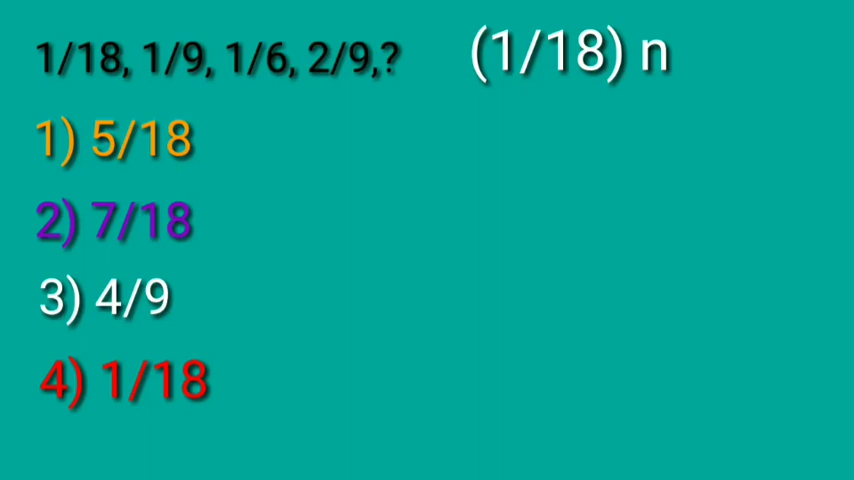 1/18, 1/9, 1/6, 2/9,? (1/18) n
1) 5/18
2) 7/18
3) 4/9
4) 1/18